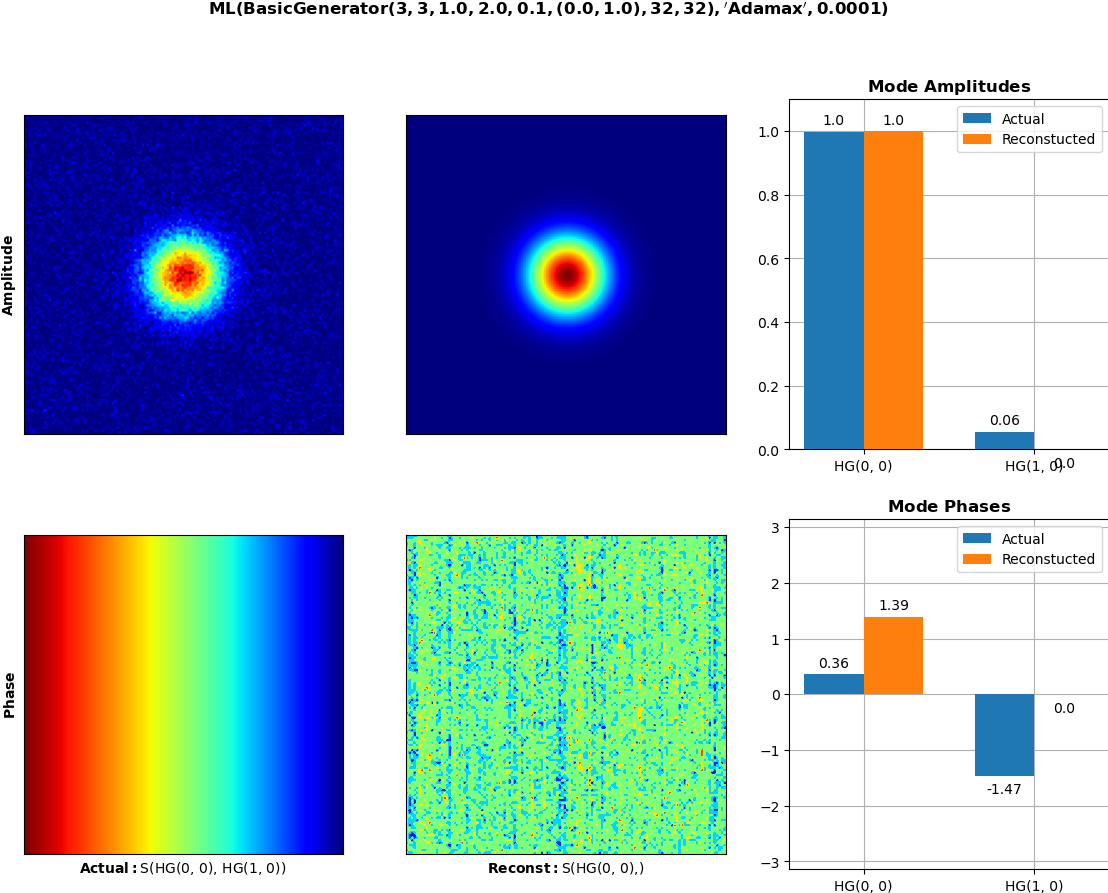 ML(BasicGenerator(3, 3, 1.0, 2.0, 0.1, (0.0, 1.0), 32, 32), ′Adamax′, 0.0001)
Amplitude
Mode Amplitudes
1.0
1.0
Actual
Reconstucted
1.0
0.8
0.6
0.4
0.2
0.0
0.06
0.0
HG(0, 0)
HG(1, 0)
Phase
Actual: S(HG(0, 0), HG(1, 0))
Reconst: S(HG(0, 0),)
Mode Phases
Actual
Reconstucted
3
2
1
0
−1
−2
−3
0.36
1.39
-1.47
0.0
HG(0, 0)
HG(1, 0)